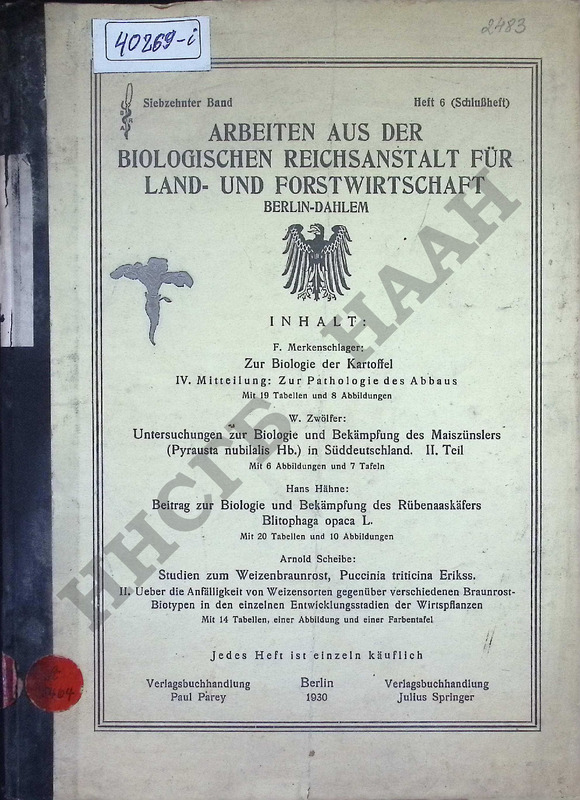 40269-i
2483
Siebzehnter Band Heft 6 (Schlußheft)
ARBEITEN AUS DER
BIOLOGISCHEN REICHSANSTALT FÜR
LAND- UND FORSTWIRTSCHAFT
BERLIN-DAHLEM
INHALT:
F. Merkenschlager:
Zur Biologie der Kartoffel
IV. Mitteilung: Zur Pathologie des Abbaus
Mit 19 Tabellen und 8 Abbildungen
W. Zwölfer:
Untersuchungen zur Biologie und Bekämpfung des Maiszünslers
(Pyrausta nubilalis Hb.) in Süddeutschland. II. Teil
Mit 6 Abbildungen und 7 Tafeln
Hans Hähne:
Beitrag zur Biologie und Bekämpfung des Rübenaaskäfers
Blitophaga opaca L.
Mit 20 Tabellen und 10 Abbildungen
Arnold Scheibe:
Studien zum Weizenbraunrost, Puccinia triticina Erikss.
II. Ueber die Anfälligkeit von Weizensorten gegenüber verschiedenen Braunrost-
Biotypen in den einzelnen Entwicklungsstadien der Wirtspflanzen
Mit 14 Tabellen, einer Abbildung und einer Farbentafel
Jedes Heft ist einzeln käuflich
Verlagsbuchhandlung Berlin Verlagsbuchhandlung
Paul Parey 1930 Julius Springer
ННСГБ НААН